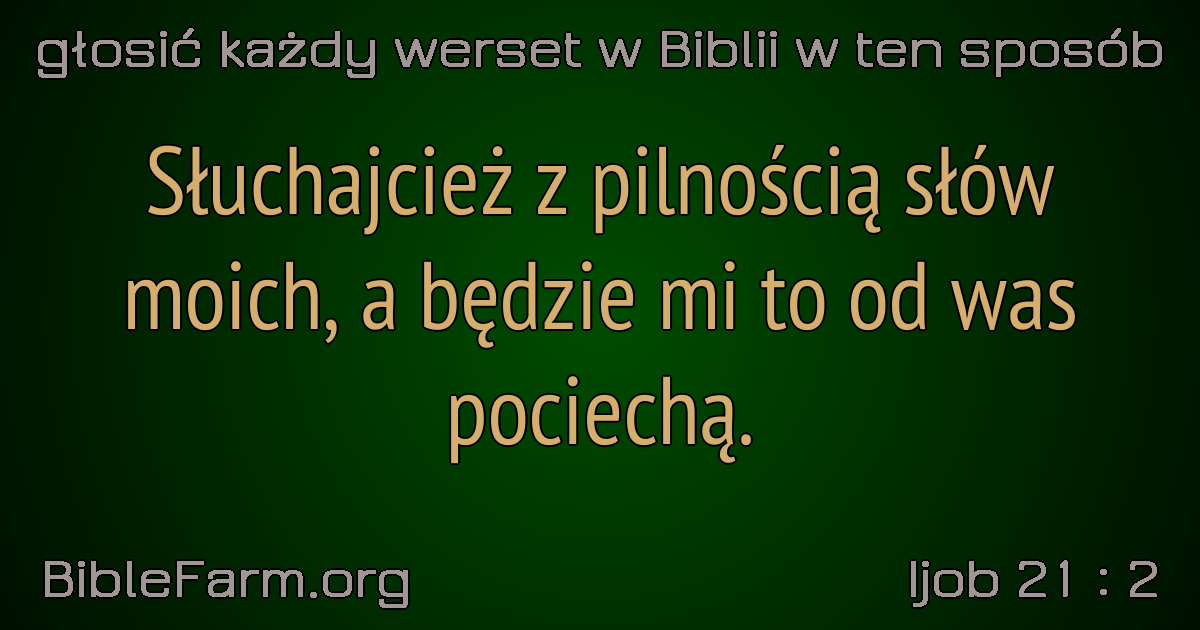 głosić każdy werset w Biblii w ten sposób
Słuchajcież z pilnością słów
moich, a będzie mi to od was
pociechą.
BibleFarm.org
Ijob 21 : 2